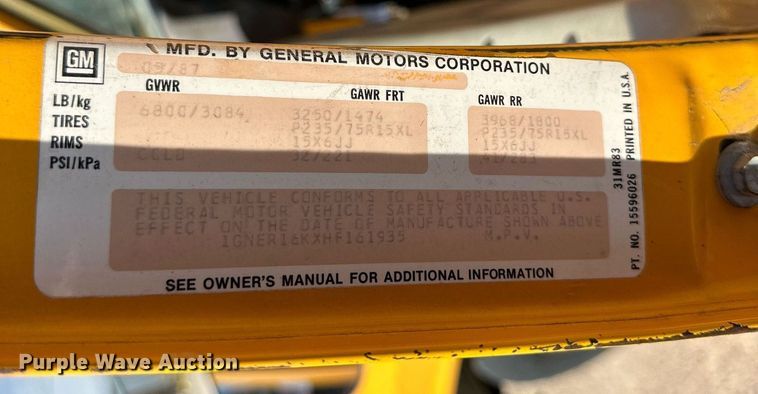 GM
MFD. BY GENERAL MOTORS CORPORATION
09/87
GVWR GAWR FRT GAWR RR
LB/kg 6800/3084 3250/1474 3968/1800
TIRES P235/75R15XL P235/75R15XL
RIMS 15X6JJ 15X6JJ
PSI/kPa COLD 32/221 41/283
THIS VEHICLE CONFORMS TO ALL APPLICABLE U.S.
FEDERAL MOTOR VEHICLE SAFETY STANDARDS IN
EFFECT ON THE DATE OF MANUFACTURE SHOWN ABOVE
1GNER16KXHF161935 M.P.V.
SEE OWNER'S MANUAL FOR ADDITIONAL INFORMATION
31MR83
PT. NO. 15596026 PRINTED IN U.S.A.
Purple Wave Auction